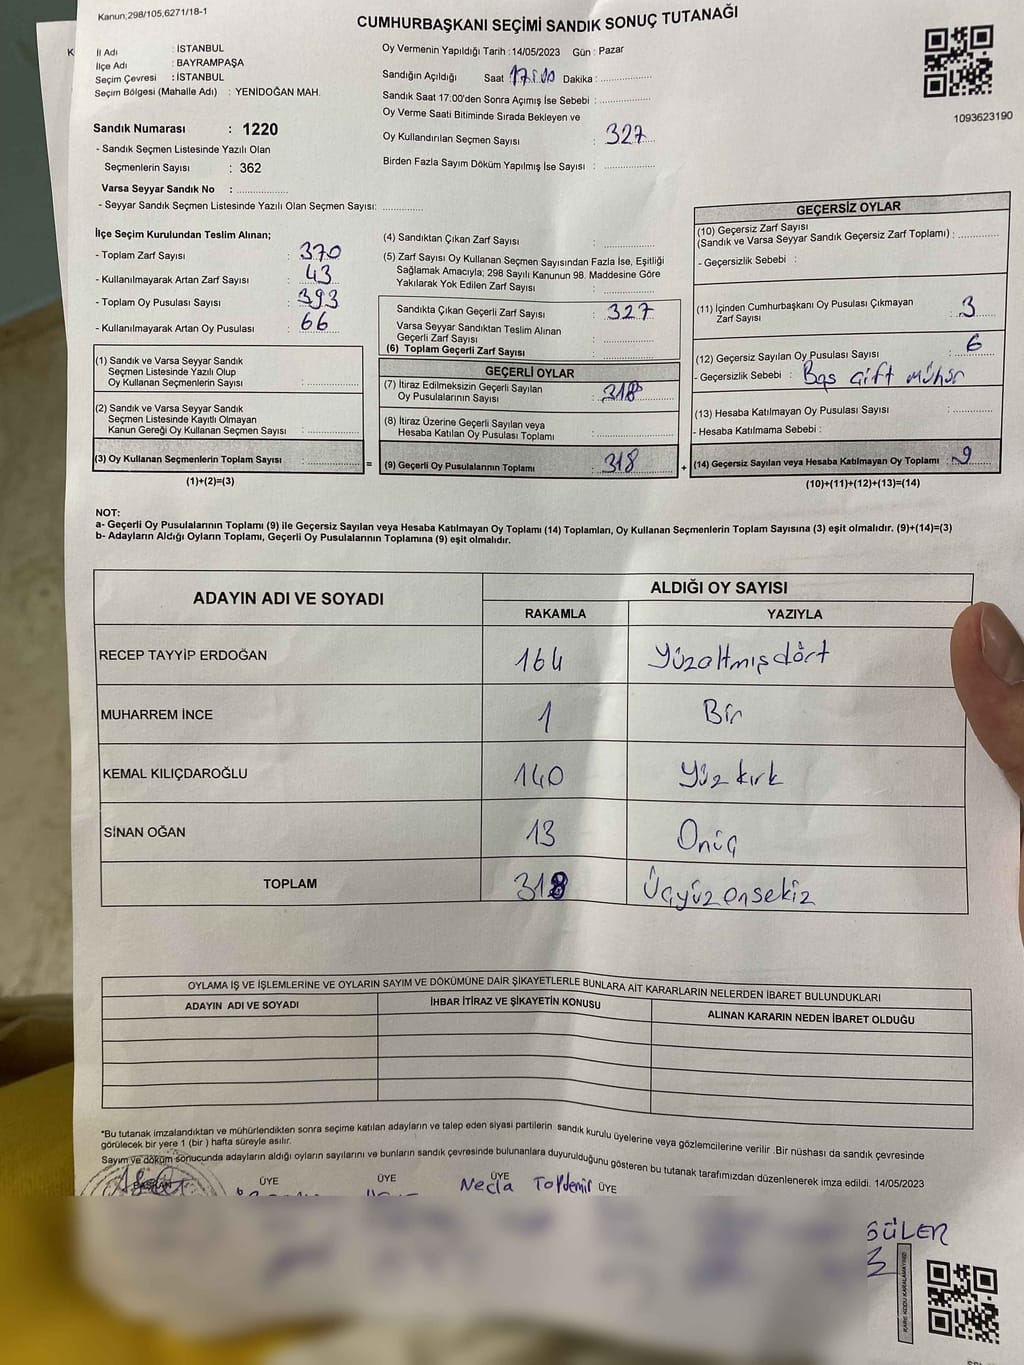 Kanun;298/105,6271/18-1
CUMHURBAŞKANI SEÇİMİ SANDIK SONUÇ TUTANAĞI
K
İl Adı : İSTANBUL
İlçe Adı : BAYRAMPAŞA
Seçim Çevresi : İSTANBUL
Seçim Bölgesi (Mahalle Adı) : YENİDOĞAN MAH.
Oy Vermenin Yapıldığı Tarih :14/05/2023 Gün : Pazar
Sandığın Açıldığı Saat 17:00 Dakika :
Sandık Saat 17:00'den Sonra Açımış İse Sebebi :
Oy Verme Saati Bitiminde Sırada Bekleyen ve
Oy Kullandırılan Seçmen Sayısı : 327
Birden Fazla Sayım Döküm Yapılmış İse Sayısı :
1093623190
Sandık Numarası : 1220
- Sandık Seçmen Listesinde Yazılı Olan
Seçmenlerin Sayısı : 362
Varsa Seyyar Sandık No :
- Seyyar Sandık Seçmen Listesinde Yazılı Olan Seçmen Sayısı:
İlçe Seçim Kurulundan Teslim Alınan;
- Toplam Zarf Sayısı : 370
- Kullanılmayarak Artan Zarf Sayısı : 43
- Toplam Oy Pusulası Sayısı : 393
- Kullanılmayarak Artan Oy Pusulası : 66
(1) Sandık ve Varsa Seyyar Sandık
Seçmen Listesinde Yazılı Olup
Oy Kullanan Seçmenlerin Sayısı :
(2) Sandık ve Varsa Seyyar Sandık
Seçmen Listesinde Kayıtlı Olmayan
Kanun Gereği Oy Kullanan Seçmen Sayısı :
(3) Oy Kullanan Seçmenlerin Toplam Sayısı :
(1)+(2)=(3)
(4) Sandıktan Çıkan Zarf Sayısı :
(5) Zarf Sayısı Oy Kullanan Seçmen Sayısından Fazla İse, Eşitliği
Sağlamak Amacıyla; 298 Sayılı Kanunun 98. Maddesine Göre
Yakılarak Yok Edilen Zarf Sayısı :
Sandıkta Çıkan Geçerli Zarf Sayısı : 327
Varsa Seyyar Sandıktan Teslim Alınan
Geçerli Zarf Sayısı :
(6) Toplam Geçerli Zarf Sayısı :
GEÇERLİ OYLAR
(7) İtiraz Edilmeksizin Geçerli Sayılan
Oy Pusulalarının Sayısı : 318
(8) İtiraz Üzerine Geçerli Sayılan veya
Hesaba Katılan Oy Pusulası Toplamı :
= (9) Geçerli Oy Pusulalarının Toplamı : 318 +
GEÇERSİZ OYLAR
(10) Geçersiz Zarf Sayısı
(Sandık ve Varsa Seyyar Sandık Geçersiz Zarf Toplamı) :
- Geçersizlik Sebebi :
(11) İçinden Cumhurbaşkanı Oy Pusulası Çıkmayan
Zarf Sayısı : 3
(12) Geçersiz Sayılan Oy Pusulası Sayısı : 6
- Geçersizlik Sebebi : Boş Çift mühür
(13) Hesaba Katılmayan Oy Pusulası Sayısı :
- Hesaba Katılmama Sebebi :
(14) Geçersiz Sayılan veya Hesaba Katılmayan Oy Toplamı : 9
(10)+(11)+(12)+(13)=(14)
NOT:
a- Geçerli Oy Pusulalarının Toplamı (9) ile Geçersiz Sayılan veya Hesaba Katılmayan Oy Toplamı (14) Toplamları, Oy Kullanan Seçmenlerin Toplam Sayısına (3) eşit olmalıdır. (9)+(14)=(3)
b- Adayların Aldığı Oyların Toplamı, Geçerli Oy Pusulalarının Toplamına (9) eşit olmalıdır.
ADAYIN ADI VE SOYADI ALDIĞI OY SAYISI
RAKAMLA YAZIYLA
RECEP TAYYİP ERDOĞAN 164 Yüzaltmışdört
MUHARREM İNCE 1 Bir
KEMAL KILIÇDAROĞLU 140 Yüz kırk
SİNAN OĞAN 13 Onüç
TOPLAM 318 Üçyüzonsekiz
OYLAMA İŞ VE İŞLEMLERİNE VE OYLARIN SAYIM VE DÖKÜMÜNE DAİR ŞİKAYETLERLE BUNLARA AİT KARARLARIN NELERDEN İBARET BULUNDUKLARI
ADAYIN ADI VE SOYADI İHBAR İTİRAZ VE ŞİKAYETİN KONUSU ALINAN KARARIN NEDEN İBARET OLDUĞU
*Bu tutanak imzalandıktan ve mühürlendikten sonra seçime katılan adayların ve talep eden siyasi partilerin sandık kurulu üyelerine veya gözlemcilerine verilir .Bir nüshası da sandık çevresinde
görülecek bir yere 1 (bir ) hafta süreyle asılır.
Sayım ve döküm sonucunda adayların aldığı oyların sayılarını ve bunların sandık çevresinde bulunanlara duyurulduğunu gösteren bu tutanak tarafımızdan düzenlenerek imza edildi. 14/05/2023
BAŞKAN ÜYE ÜYE ÜYE ÜYE
Necla
GÜLER